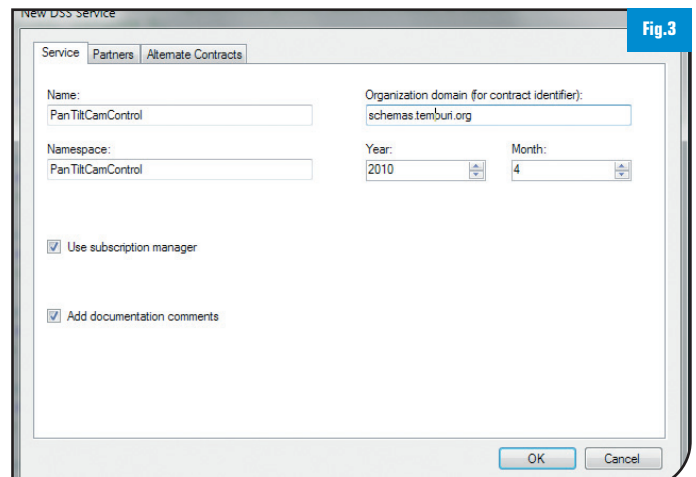 New DSS Service
Fig.3
Service Partners Alternate Contracts
Name:
PanTiltCamControl
Organization domain (for contract identifier):
schemas.tempuri.org
Namespace:
PanTiltCamControl
Year:
2010
Month:
4
Use subscription manager
Add documentation comments
OK Cancel